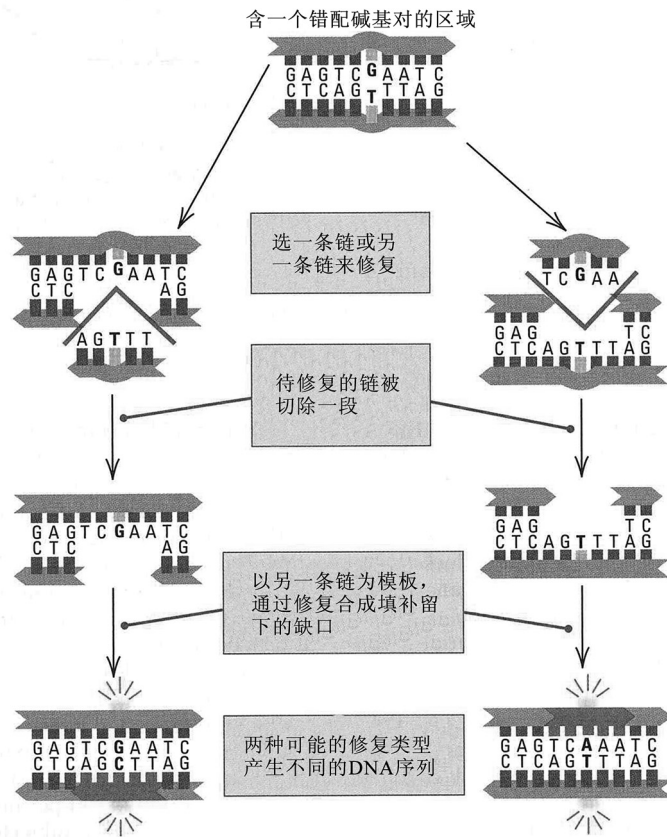 含一个错配碱基对的区域
GAGTCGAATC
CTCAGTTTAG
选一条链或另
一条链来修复
GAGTCGAATC
CTC AG
AGTTT
TCGAA
GAG TC
CTCAGTTTAG
待修复的链被
切除一段
GAGTCGAATC
CTC AG
GAG TC
CTCAGTTTAG
以另一条链为模板，
通过修复合成填补留
下的缺口
GAGTCGAATC
CTCAGCTTAG
两种可能的修复类型
产生不同的DNA序列
GAGTCAAATC
CTCAGTTTAG